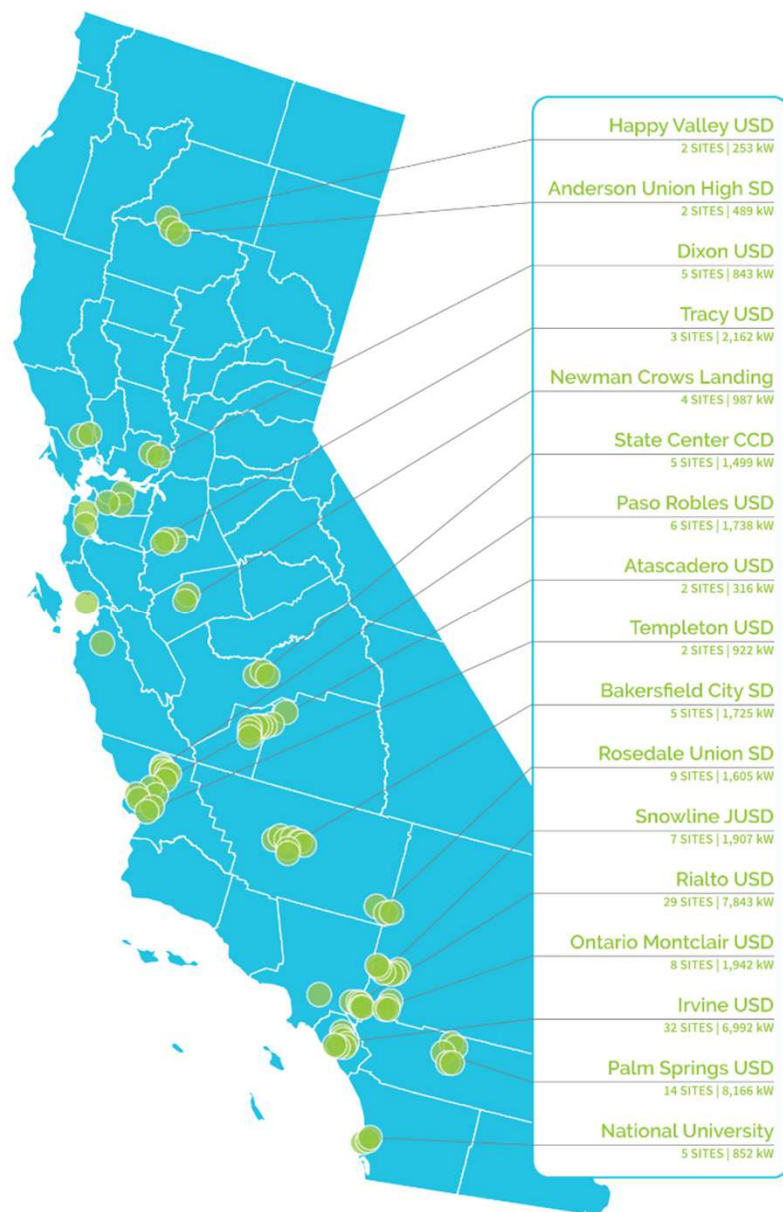 Happy Valley USD
2 SITES | 253 kW
Anderson Union High SD
2 SITES | 489 kW
Dixon USD
5 SITES | 843 kW
Tracy USD
3 SITES | 2,162 kW
Newman Crows Landing
4 SITES | 987 kW
State Center CCD
5 SITES | 1,499 kW
Paso Robles USD
6 SITES | 1,738 kW
Atascadero USD
2 SITES | 316 kW
Templeton USD
2 SITES | 922 kW
Bakersfield City SD
5 SITES | 1,725 kW
Rosedale Union SD
9 SITES | 1,605 kW
Snowline JUSD
7 SITES | 1,907 kW
Rialto USD
29 SITES | 7,843 kW
Ontario Montclair USD
8 SITES | 1,942 kW
Irvine USD
32 SITES | 6,992 kW
Palm Springs USD
14 SITES | 8,166 kW
National University
5 SITES | 852 kW